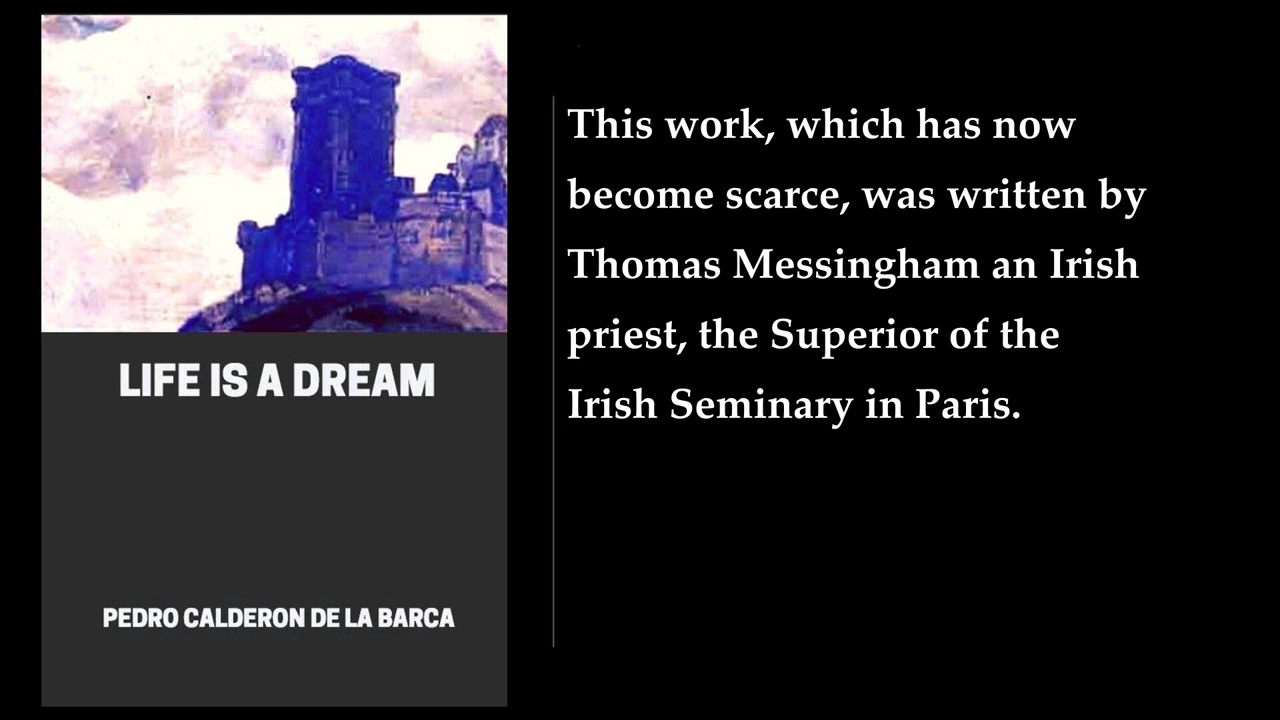 LIFE IS A DREAM
PEDRO CALDERON DE LA BARCA
This work, which has now
become scarce, was written by
Thomas Messingham an Irish
priest, the Superior of the
Irish Seminary in Paris.